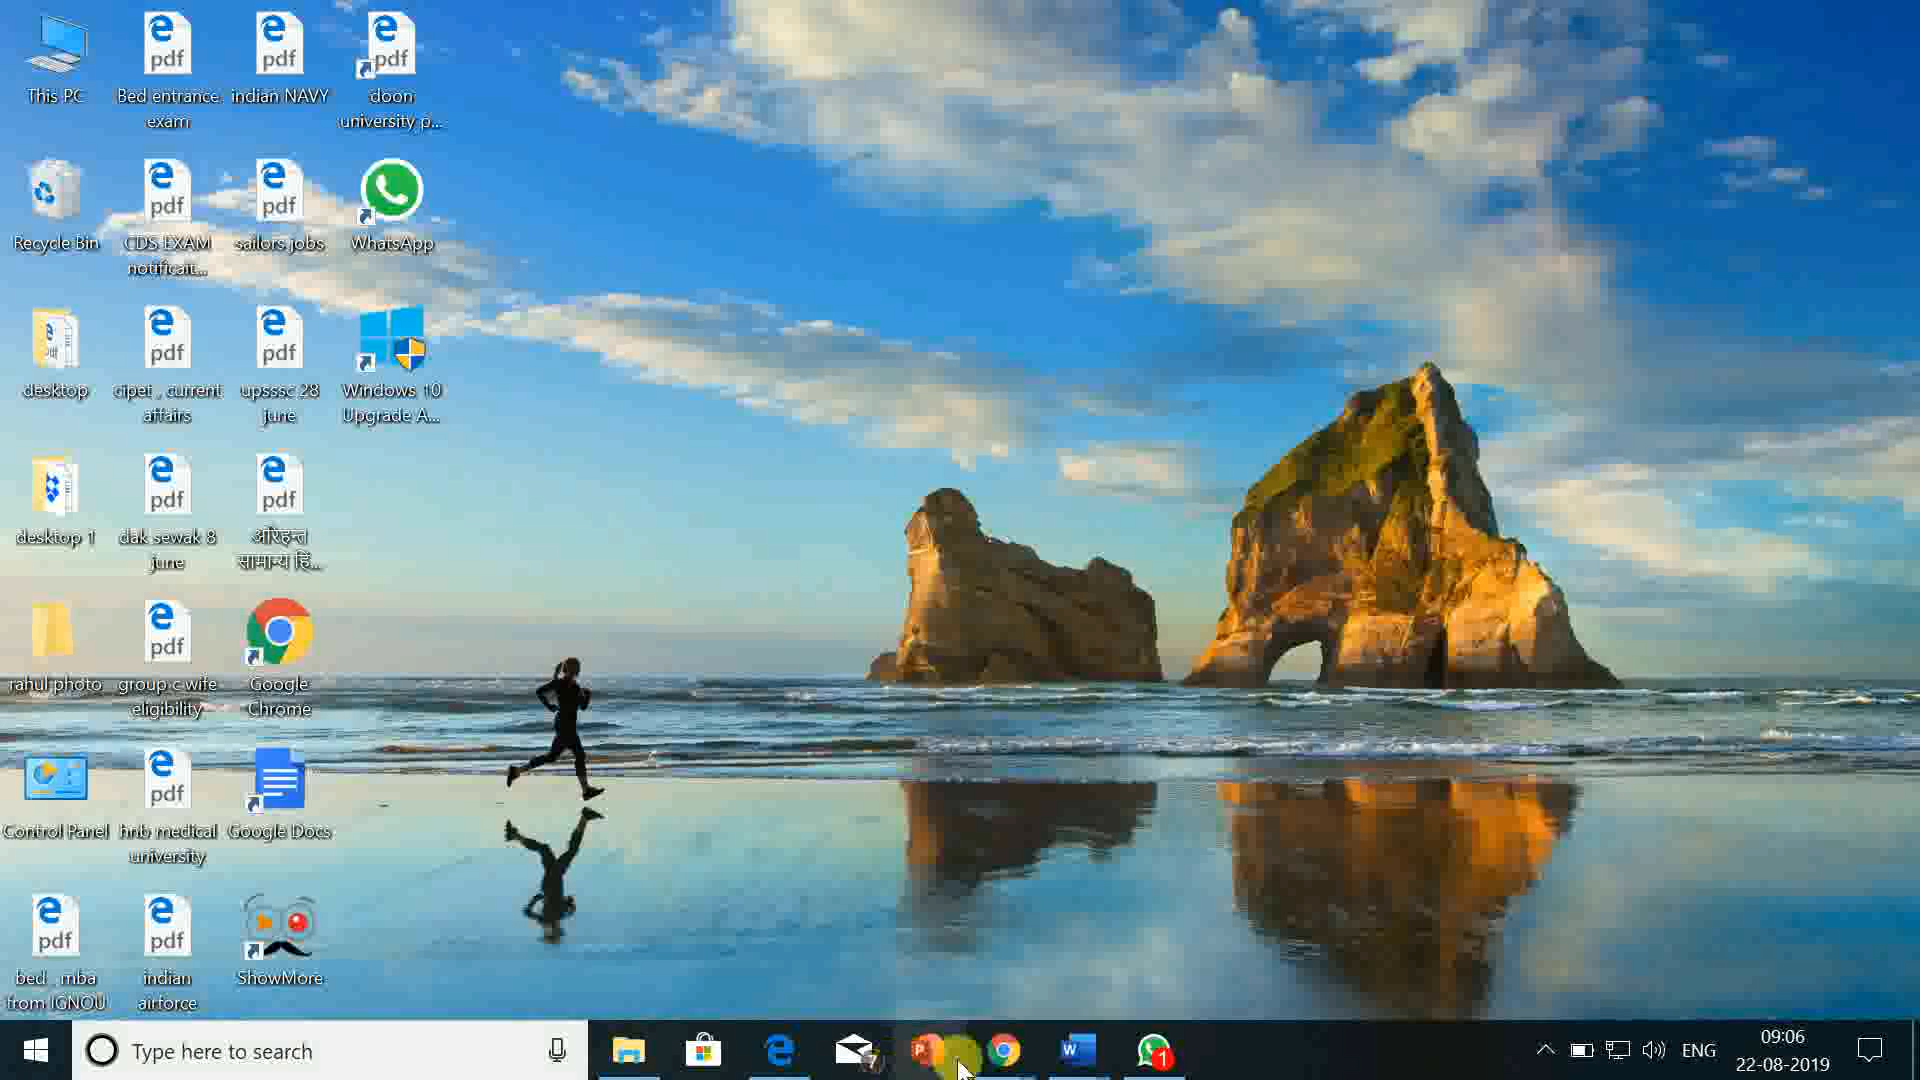 This PC
Bed entrance
exam
indian NAVY
doon
university p...
Recycle Bin
CDS EXAM
notificait...
sailors jobs
WhatsApp
desktop
cipet , current
affairs
upsssc 28
june
Windows 10
Upgrade A...
desktop 1
dak sewak 8
june
अरिहन्त
सामान्य हिं...
rahul photo
group c wife
eligibility
Google
Chrome
Control Panel
hnb medical
university
Google Docs
bed , mba
from IGNOU
indian
airforce
ShowMore
pdf
pdf
pdf
pdf
pdf
pdf
pdf
pdf
pdf
pdf
pdf
pdf
pdf
Type here to search
7
P
W
1
ENG
09:06
22-08-2019